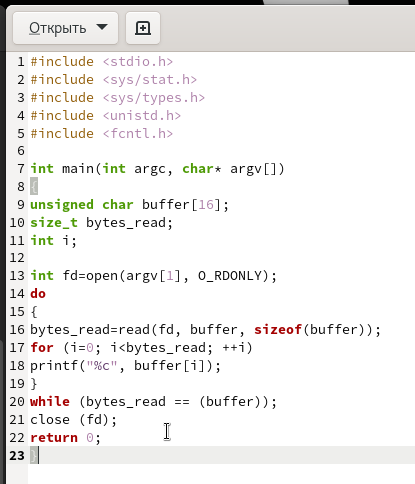 Открыть
1 #include <stdio.h>
2 #include <sys/stat.h>
3 #include <sys/types.h>
4 #include <unistd.h>
5 #include <fcntl.h>
6
7 int main(int argc, char* argv[])
8 {
9 unsigned char buffer[16];
10 size_t bytes_read;
11 int i;
12
13 int fd=open(argv[1], O_RDONLY);
14 do
15 {
16 bytes_read=read(fd, buffer, sizeof(buffer));
17 for (i=0; i<bytes_read; ++i)
18 printf("%c", buffer[i]);
19 }
20 while (bytes_read == (buffer));
21 close (fd);
22 return 0;
23 }